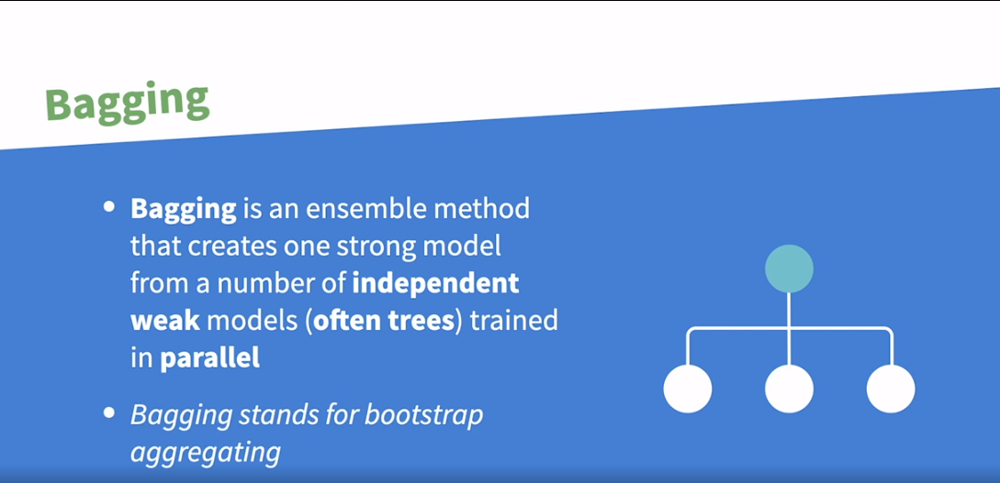 Bagging
• Bagging is an ensemble method
that creates one strong model
from a number of independent
weak models (often trees) trained
in parallel
• Bagging stands for bootstrap
aggregating